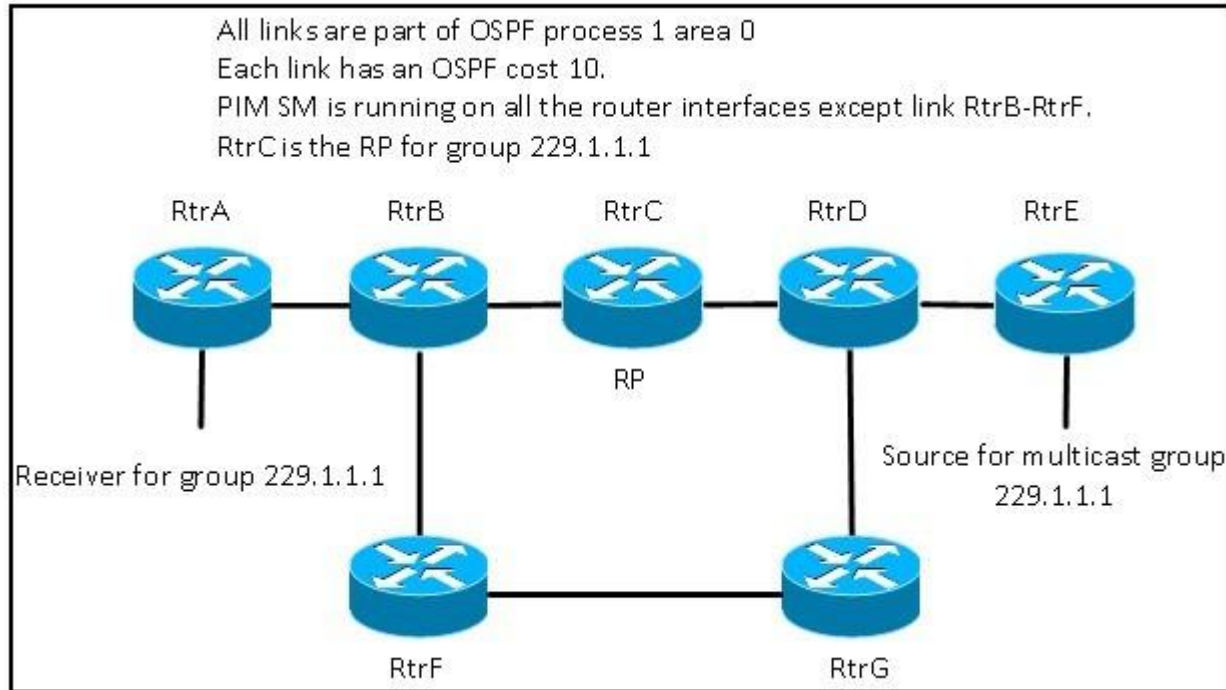 All links are part of OSPF process 1 area 0
Each link has an OSPF cost 10.
PIM SM is running on all the router interfaces except link RtrB-RtrF.
RtrC is the RP for group 229.1.1.1
RtrA
RtrB
RtrC
RtrD
RtrE
RP
Receiver for group 229.1.1.1
Source for multicast group
229.1.1.1
RtrF
RtrG